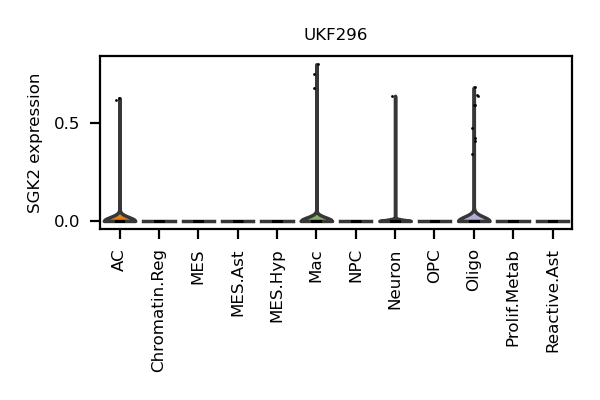 UKF296
SGK2 expression
0.5
0.0
AC
Chromatin.Reg
MES
MES.Ast
MES.Hyp
Mac
NPC
Neuron
OPC
Oligo
Prolif.Metab
Reactive.Ast